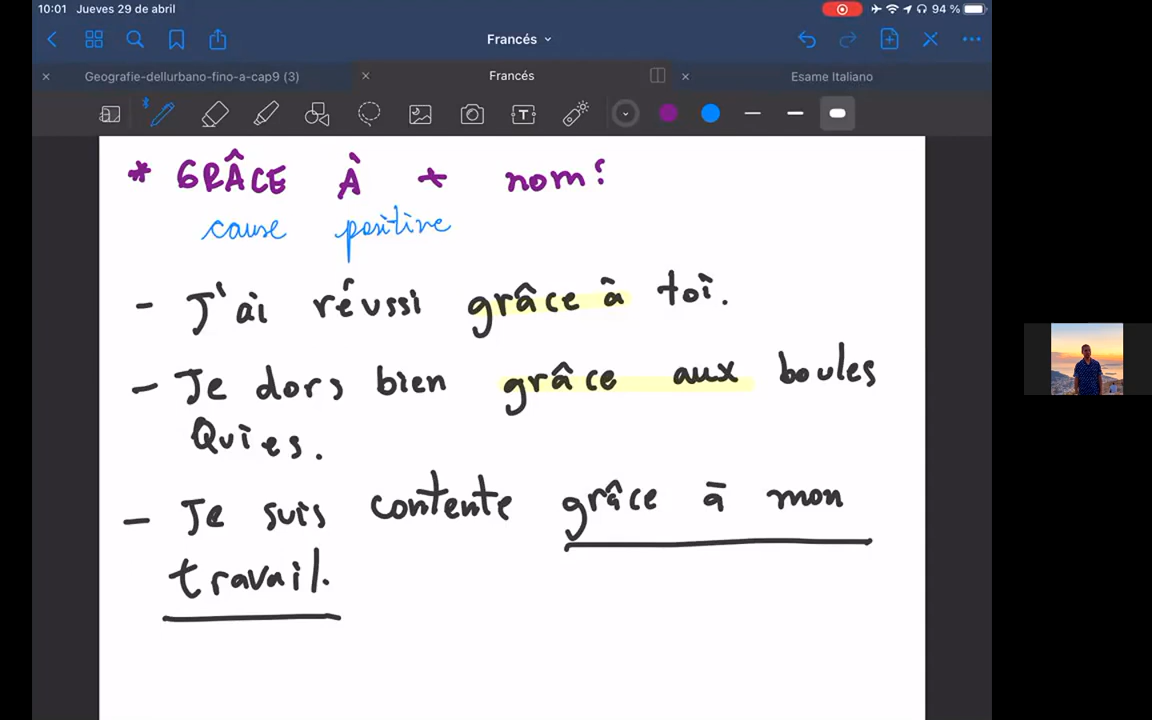 10:01 Jueves 29 de abril
94 %
Francés
Geografie-dellurbano-fino-a-cap9 (3)
Francés
Esame Italiano
* GRÂCE À + nom:
cause positive
- J'ai réussi grâce à toi.
- Je dors bien grâce aux boules
Quies.
- Je suis contente grâce à mon
travail.